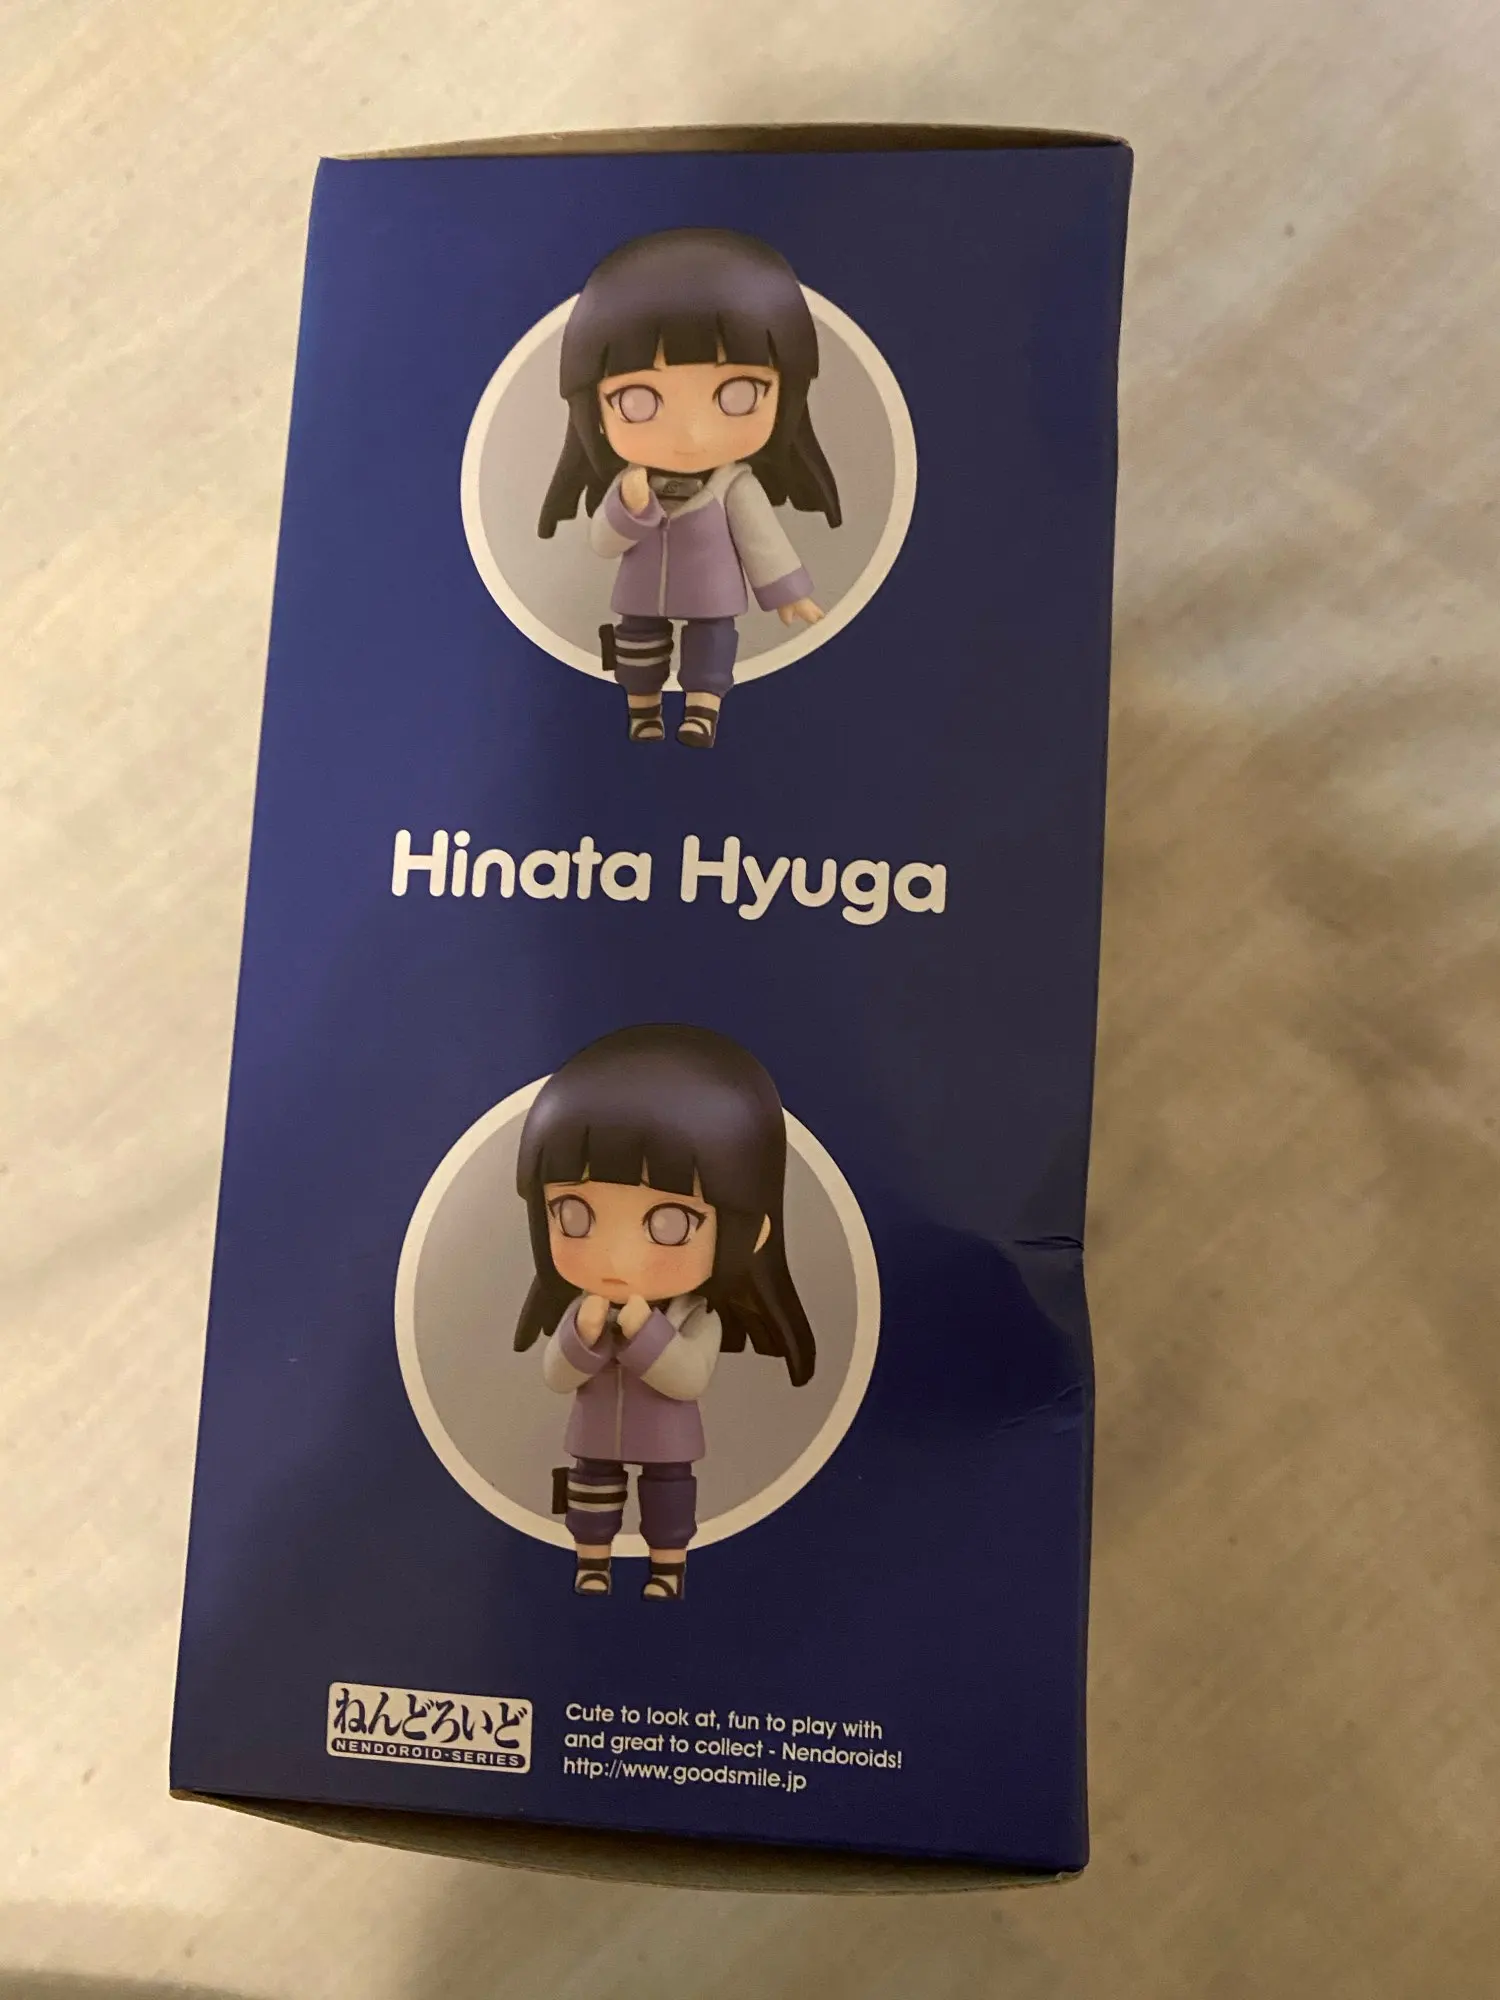 Hinata Hyuga
ねんどろいど
NENDOROID-SERIES
Cute to look at, fun to play with
and great to collect - Nendoroids!
http://www.goodsmile.jp